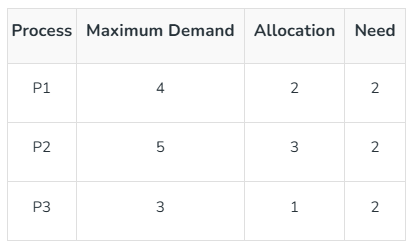 Process Maximum Demand Allocation Need
P1 4 2 2
P2 5 3 2
P3 3 1 2